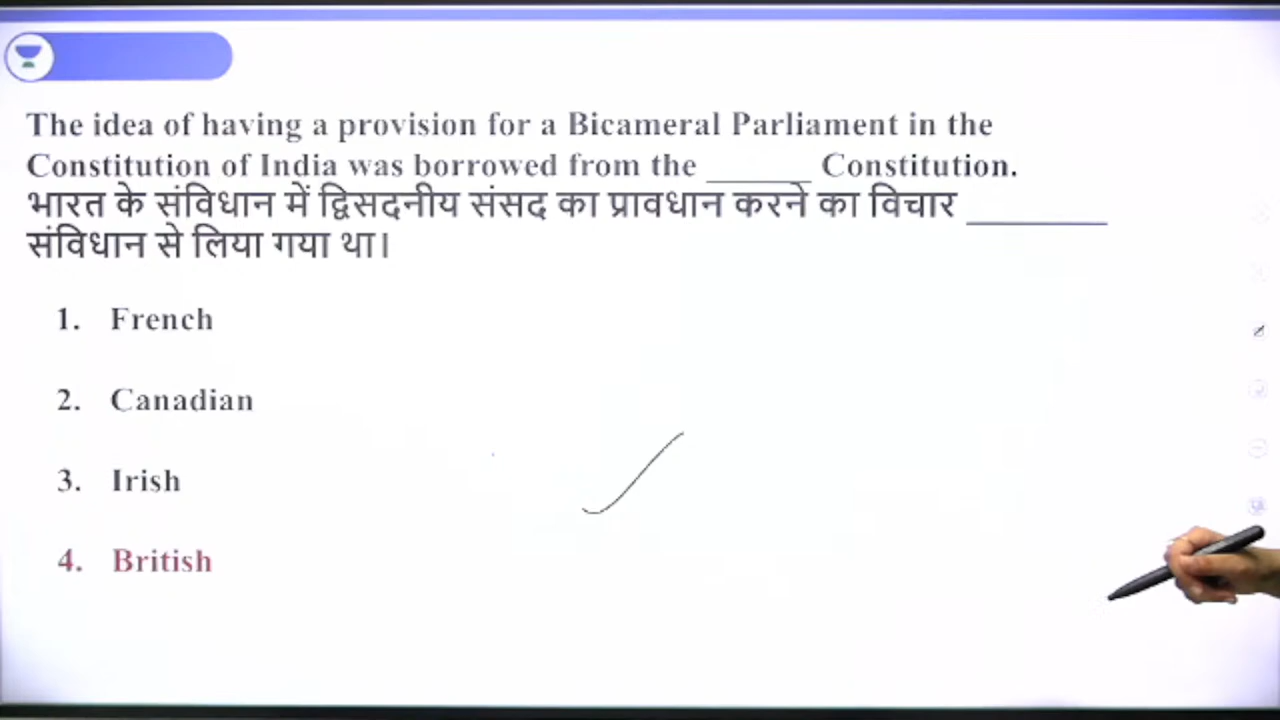 The idea of having a provision for a Bicameral Parliament in the
Constitution of India was borrowed from the ______ Constitution.
भारत के संविधान में द्विसदनीय संसद का प्रावधान करने का विचार ________
संविधान से लिया गया था।
1. French
2. Canadian
3. Irish
4. British